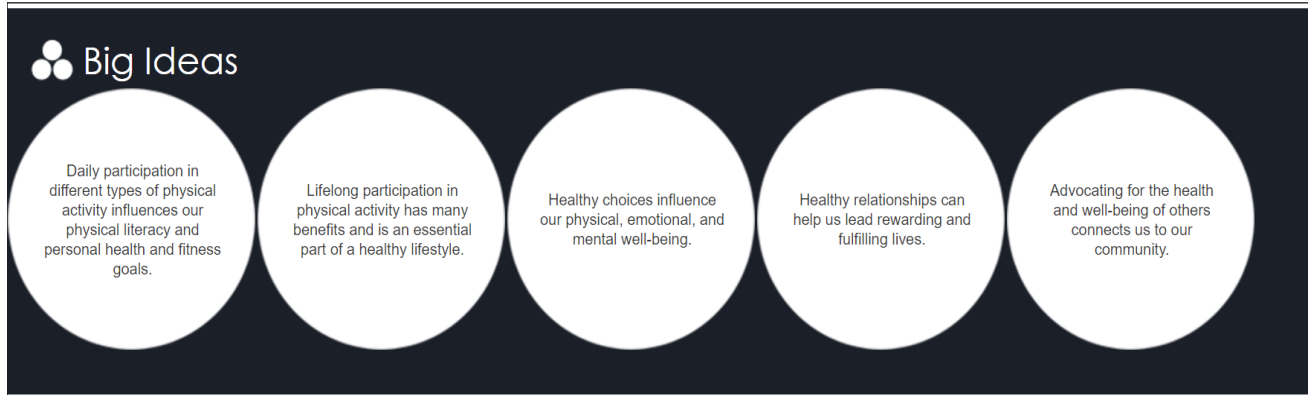 Big Ideas
Daily participation in
different types of physical
activity influences our
physical literacy and
personal health and fitness
goals.
Lifelong participation in
physical activity has many
benefits and is an essential
part of a healthy lifestyle.
Healthy choices influence
our physical, emotional, and
mental well-being.
Healthy relationships can
help us lead rewarding and
fulfilling lives.
Advocating for the health
and well-being of others
connects us to our
community.